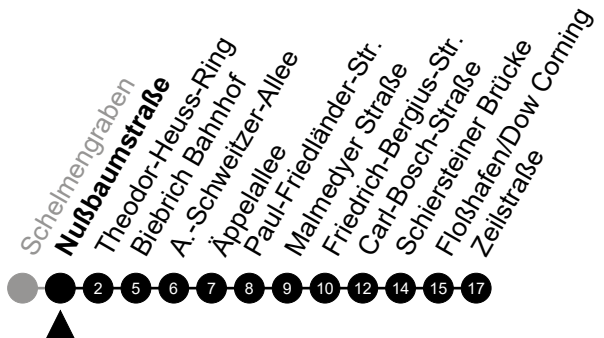 Schelmengraben
Nußbaumstraße
Theodor-Heuss-Ring
Biebrich Bahnhof
A.-Schweitzer-Allee
Äppelallee
Paul-Friedländer-Str.
Malmedyer Straße
Friedrich-Bergius-Str.
Carl-Bosch-Straße
Schiersteiner Brücke
Floßhafen/Dow Corning
Zeilstraße
2 5 6 7 8 9 10 12 14 15 17